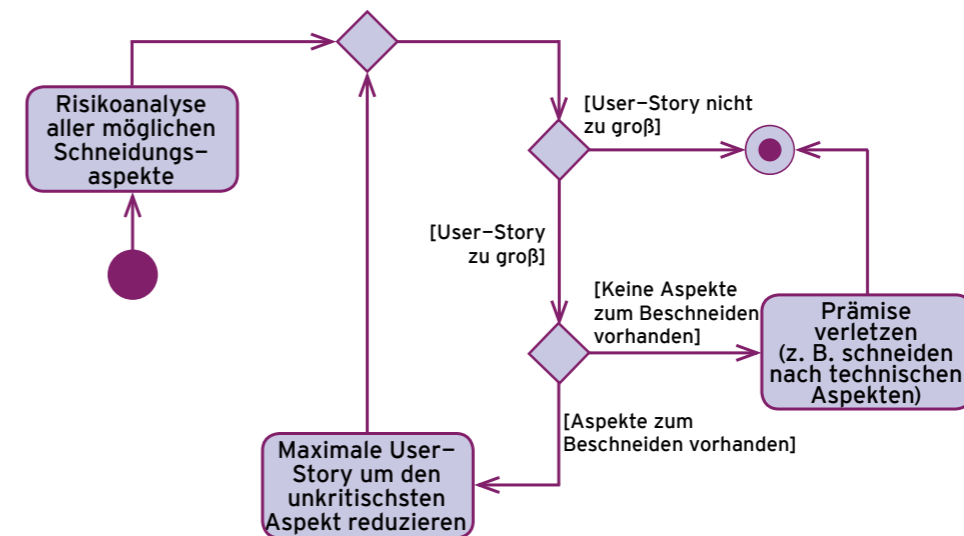 Risikoanalyse
aller möglichen
Schneidungs–
aspekte
[User–Story nicht
zu groß]
[User–Story
zu groß]
[Keine Aspekte
zum Beschneiden
vorhanden]
Prämise
verletzen
(z. B. schneiden
nach technischen
Aspekten)
[Aspekte zum
Beschneiden vorhanden]
Maximale User–
Story um den
unkritischsten
Aspekt reduzieren